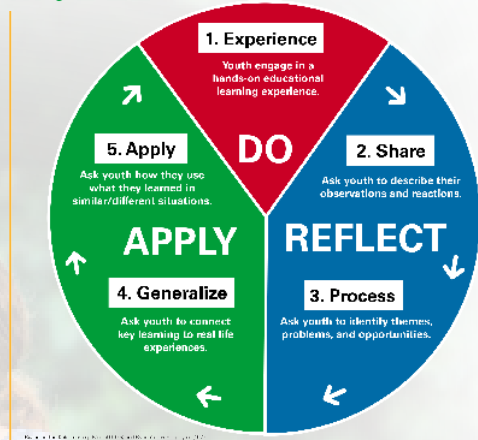 1. Experience
Youth engage in a
hands-on educational
learning experience.
DO
2. Share
Ask youth to describe their
observations and reactions.
REFLECT
3. Process
Ask youth to identify themes,
problems, and opportunities.
5. Apply
Ask youth how they use
what they learned in
similar/different situations.
APPLY
4. Generalize
Ask youth to connect
key learning to real life
experiences.